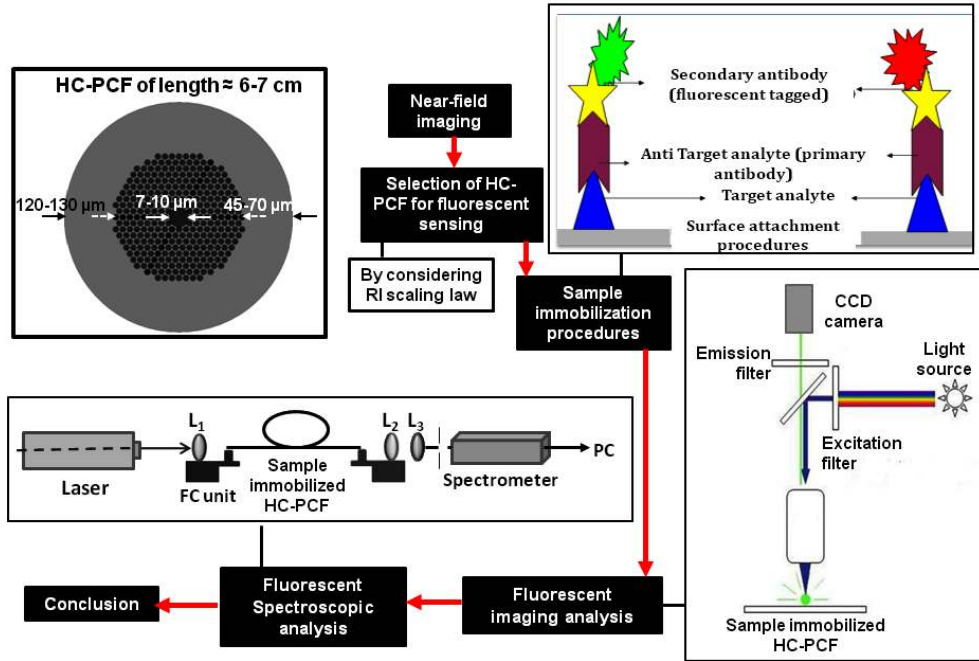 HC-PCF of length ≈ 6-7 cm
120-130 µm
7-10 µm
45-70 µm
Near-field
imaging
Selection of HC-
PCF for fluorescent
sensing
By considering
RI scaling law
Sample
immobilization
procedures
Secondary antibody
(fluorescent tagged)
Anti Target analyte (primary
antibody)
Target analyte
Surface attachment
procedures
CCD
camera
Emission
filter
Light
source
Excitation
filter
Sample immobilized
HC-PCF
Laser
L1
FC unit
Sample
immobilized
HC-PCF
L2
L3
Spectrometer
PC
Fluorescent
imaging analysis
Fluorescent
Spectroscopic
analysis
Conclusion